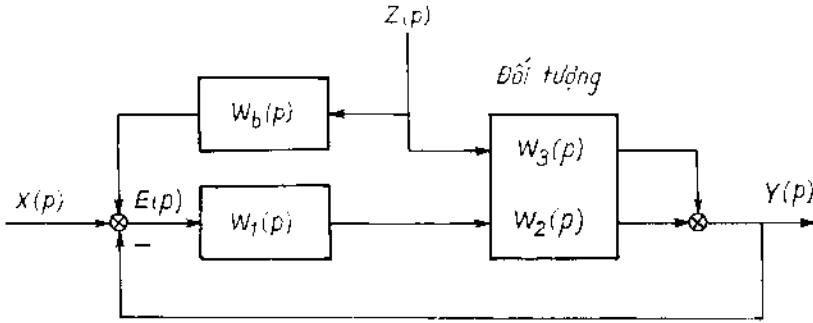 Z(p)
Đối tượng
W_b(p)
W_3(p)
X(p)
E(p)
W_1(p)
W_2(p)
Y(p)
−